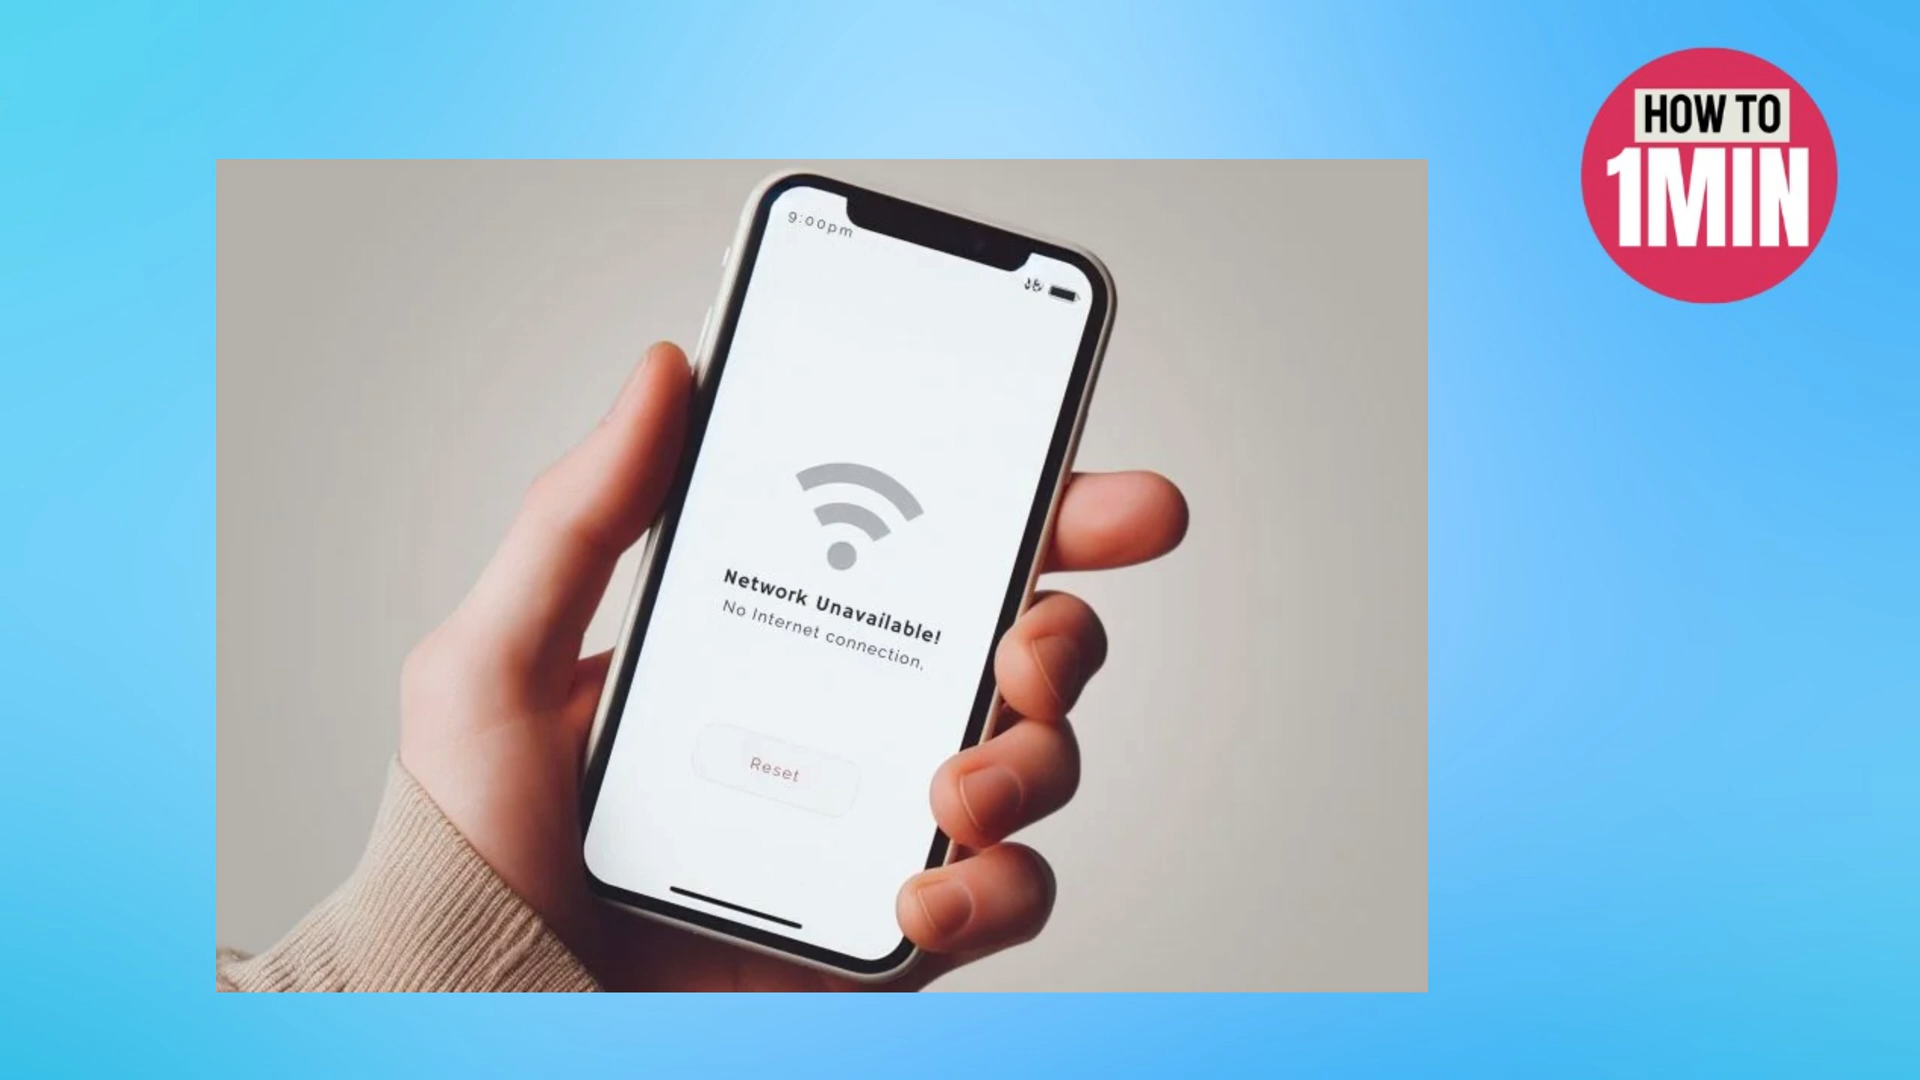 HOW TO
1MIN
9:00pm
Network Unavailable!
No Internet connection.
Reset